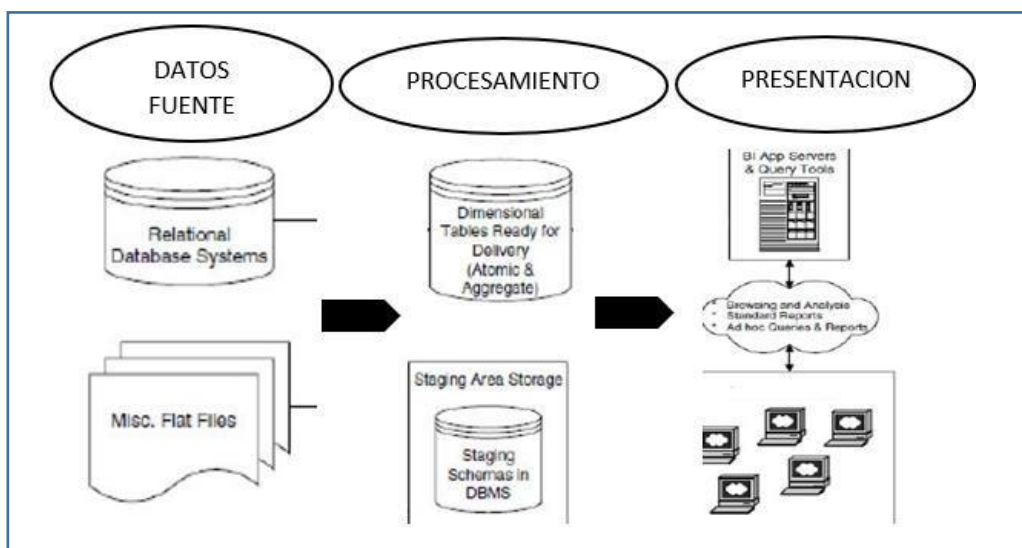 DATOS
FUENTE
PROCESAMIENTO
PRESENTACION
Relational
Database Systems
Misc. Flat Files
Dimensional
Tables Ready for
Delivery
(Atomic &
Aggregate)
Staging Area Storage
Staging
Schemas in
DBMS
BI App Servers
& Query Tools
* Browsing and Analysis
* Standard Reports
* Ad hoc Queries & Reports